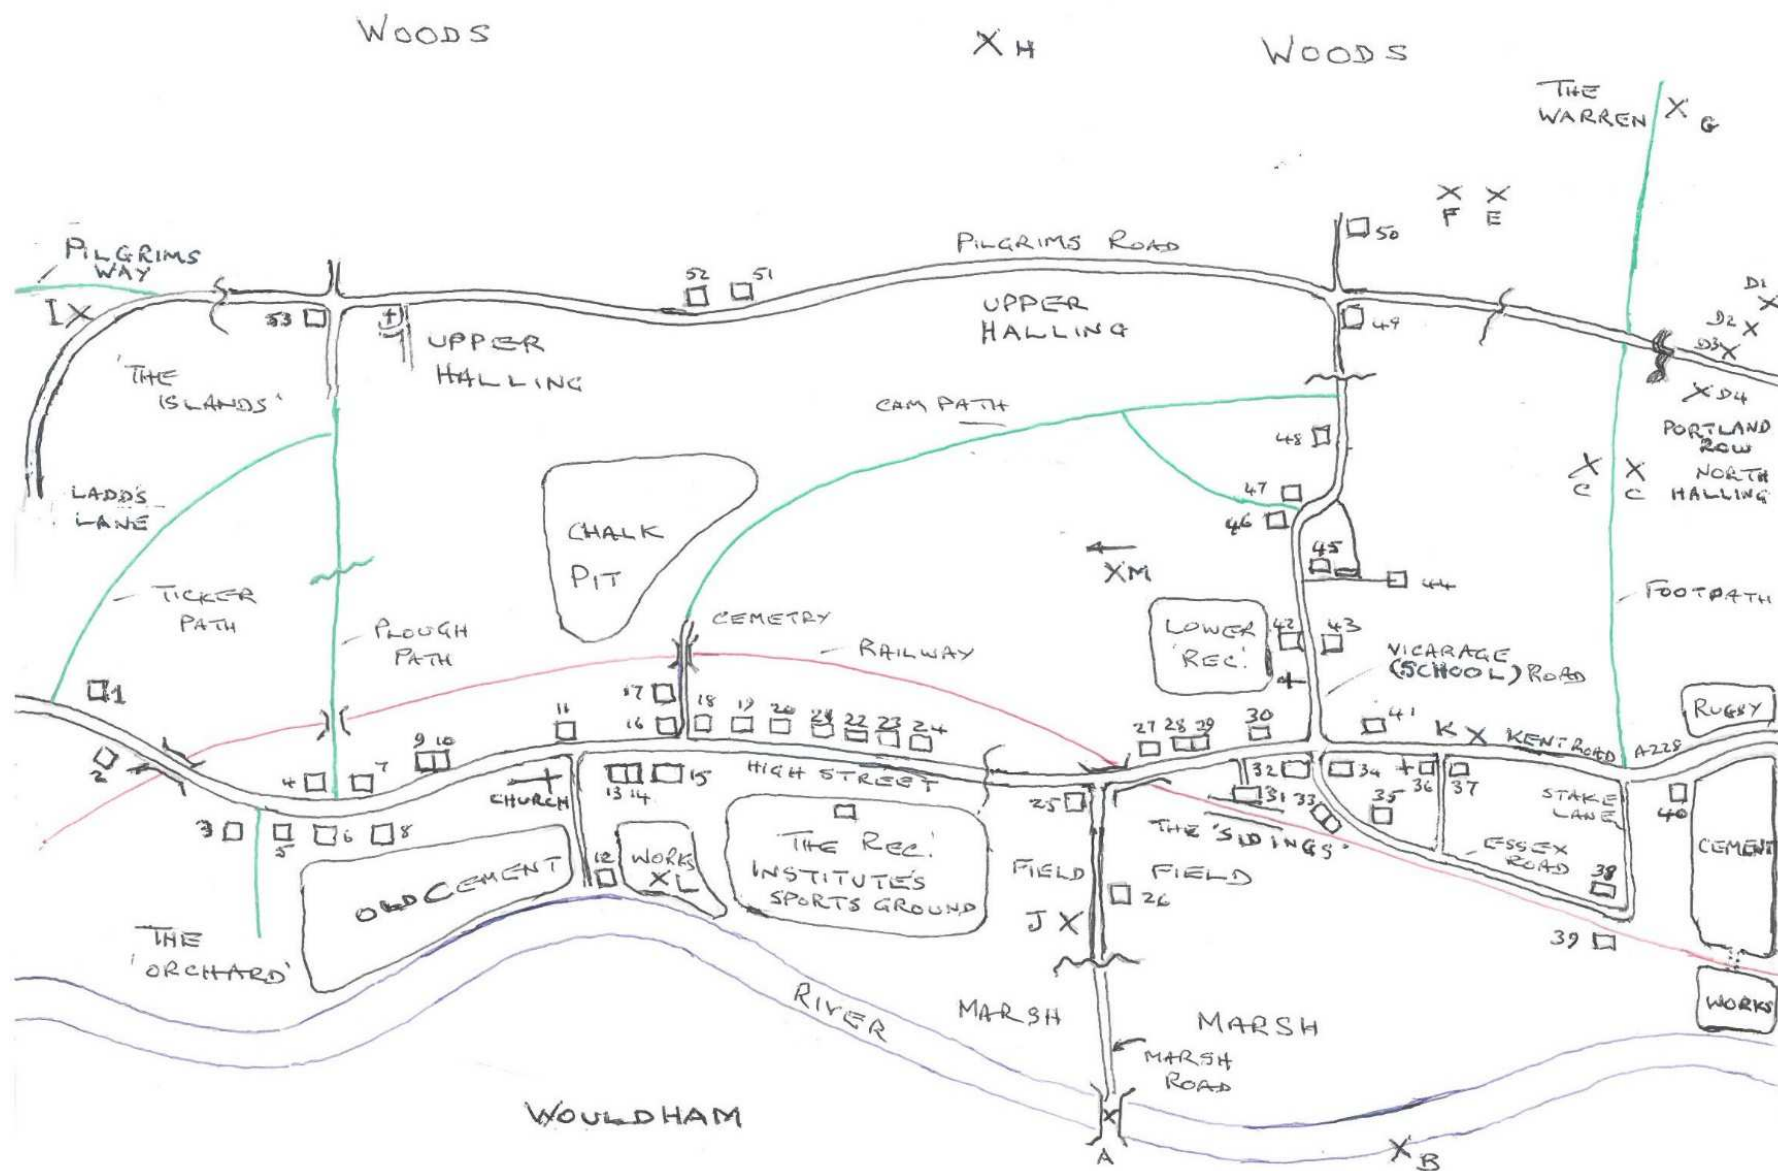 WOODS
X H
WOODS
THE
WARREN
X G
X X
F E
50
PILGRIMS
WAY
PILGRIMS ROAD
52
51
I X
53
UPPER
HALLING
UPPER
HALLING
49
D1
X
D2 X
D3 X
X D4
'THE
ISLANDS'
CAM PATH
48
PORTLAND
ROW
NORTH
HALLING
X X
C C
LADDS
LANE
CHALK
PIT
47
46
XM
45
44
TICKER
PATH
PLOUGH
PATH
CEMETRY
RAILWAY
LOWER
'REC.'
42
43
VICARAGE
(SCHOOL) ROAD
FOOTPATH
1
2
17
16
18
19
20
21
22
23
24
11
9
10
27
28
29
30
41
K X
KENT ROAD
A228
RUGBY
4
7
CHURCH
13
14
15
HIGH STREET
25
32
31
33
34
35
36
37
STAKE
LANE
40
3
5
6
8
THE 'SIDINGS'
ESSEX
ROAD
38
CEMENT
OLD CEMENT
12
WORKS
XL
THE REC.
INSTITUTE'S
SPORTS GROUND
FIELD
FIELD
26
J X
39
THE
'ORCHARD'
RIVER
MARSH
MARSH
MARSH
ROAD
WORKS
WOULDHAM
X
A
X B